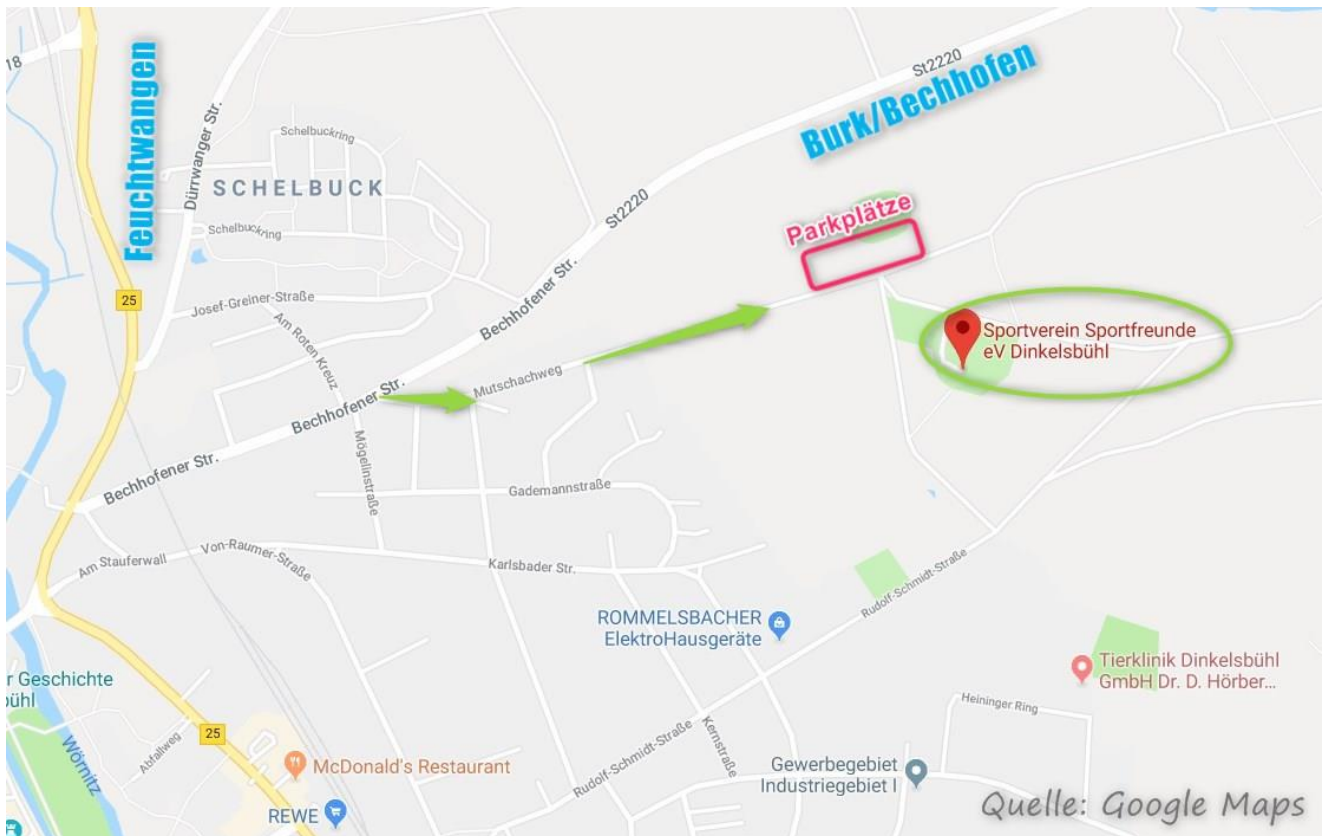 18
Feuchtwangen
Dürrwanger Str.
Schelbuckring
SCHELBUCK
Schelbuckring
St2220
Burk/Bechhofen
St2220
Parkplätze
25
Josef-Greiner-Straße
Am Roten Kreuz
Bechhofener Str.
Sportverein Sportfreunde
eV Dinkelsbühl
Mutschachweg
Bechhofener Str.
Mögelinstraße
Bechhofener Str.
Gademannstraße
Am Stauferwall
Von-Raumer-Straße
Karlsbader Str.
Rudolf-Schmidt-Straße
ROMMELSBACHER
ElektroHausgeräte
Tierklinik Dinkelsbühl
GmbH Dr. D. Hörber...
r Geschichte
bühl
Heininger Ring
25
Wörnitz
Abfallweg
McDonald's Restaurant
Rudolf-Schmidt-Straße
Kernstraße
Gewerbegebiet
Industriegebiet I
REWE
Quelle: Google Maps